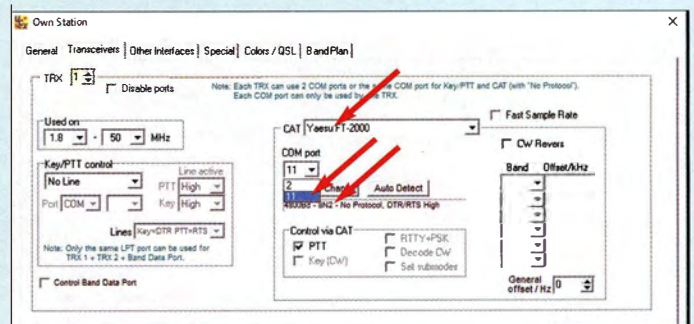 Own Station
General Transceivers Other Interfaces Special Colors / QSL BandPlan
TRX 1
Disable ports
Note: Each TRX can use 2 COM ports or the same COM port for Key/PTT and CAT (with "No Protocol").
Each COM port can only be used by TRX.
Used on
1.8 - 50 MHz
Key/PTT control
Line active
No Line
PTT High
Port COM
Key High
Lines Key=DTR PTT=RTS
Note: Only the same LPT port can be used for
TRX 1 + TRX 2 + Band Data Port.
Control Band Data Port
CAT Yaesu FT-2000
COM port
11
2
11
Auto Detect
4800Bd - 8N2 - No Protocol, DTR/RTS High
Control via CAT
PTT
RTTY+PSK
Key (CW)
Decode CW
Set submodes
Fast Sample Rate
CW Revers
Band Offset/kHz
General
offset / Hz 0